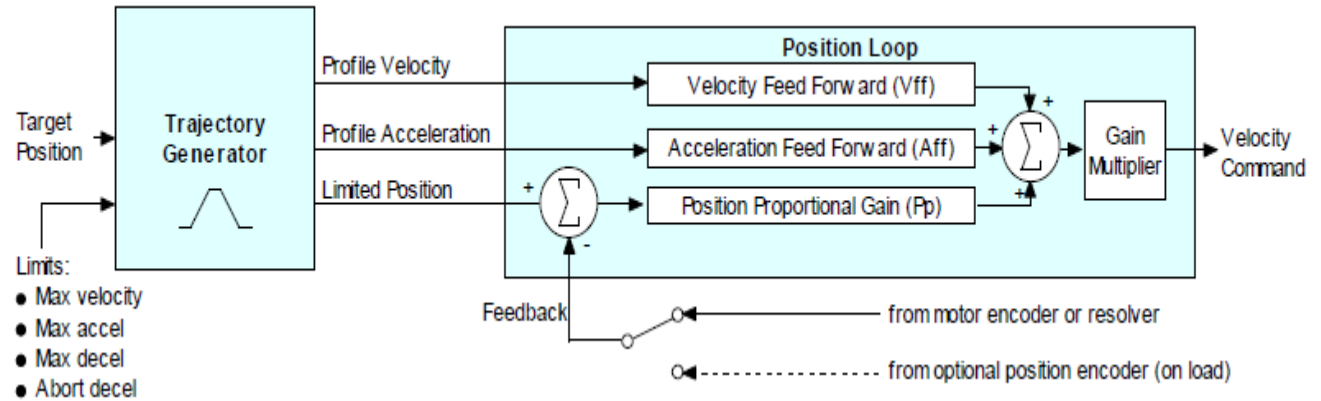 Position Loop
Profile Velocity
Velocity Feed Forward (Vff)
+
Target
Position
Trajectory
Generator
Profile Acceleration
+
Acceleration Feed Forward (Aff)
Σ
Gain
Multiplier
Velocity
Command
Limited Position
+
Σ
-
Position Proportional Gain (Pp)
+
Limits:
● Max velocity
● Max accel
● Max decel
● Abort decel
Feedback
from motor encoder or resolver
from optional position encoder (on load)